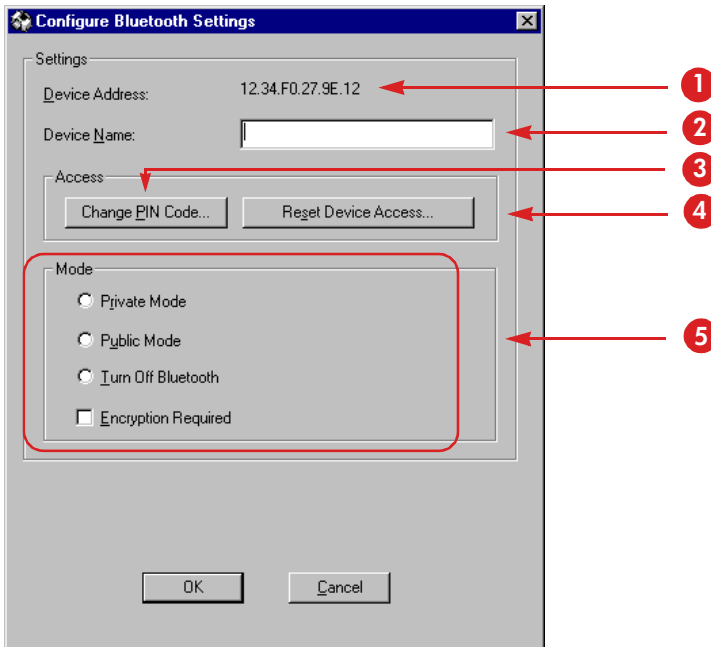 Configure Bluetooth Settings
Settings
Device Address: 12.34.F0.27.9E.12
1
Device Name:
2
Access
3
Change PIN Code... Reset Device Access...
4
Mode
Private Mode
Public Mode
5
Turn Off Bluetooth
Encryption Required
OK Cancel